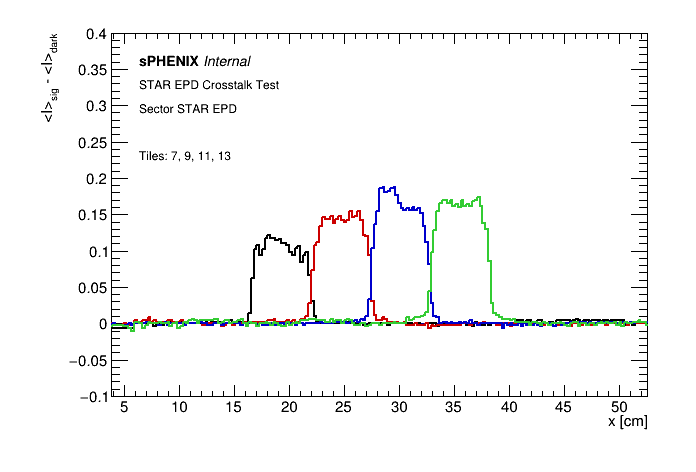 <I>sig - <I>dark
0.4
0.35
0.3
0.25
0.2
0.15
0.1
0.05
0
−0.05
−0.1
sPHENIX Internal
STAR EPD Crosstalk Test
Sector STAR EPD
Tiles: 7, 9, 11, 13
5 10 15 20 25 30 35 40 45 50
x [cm]